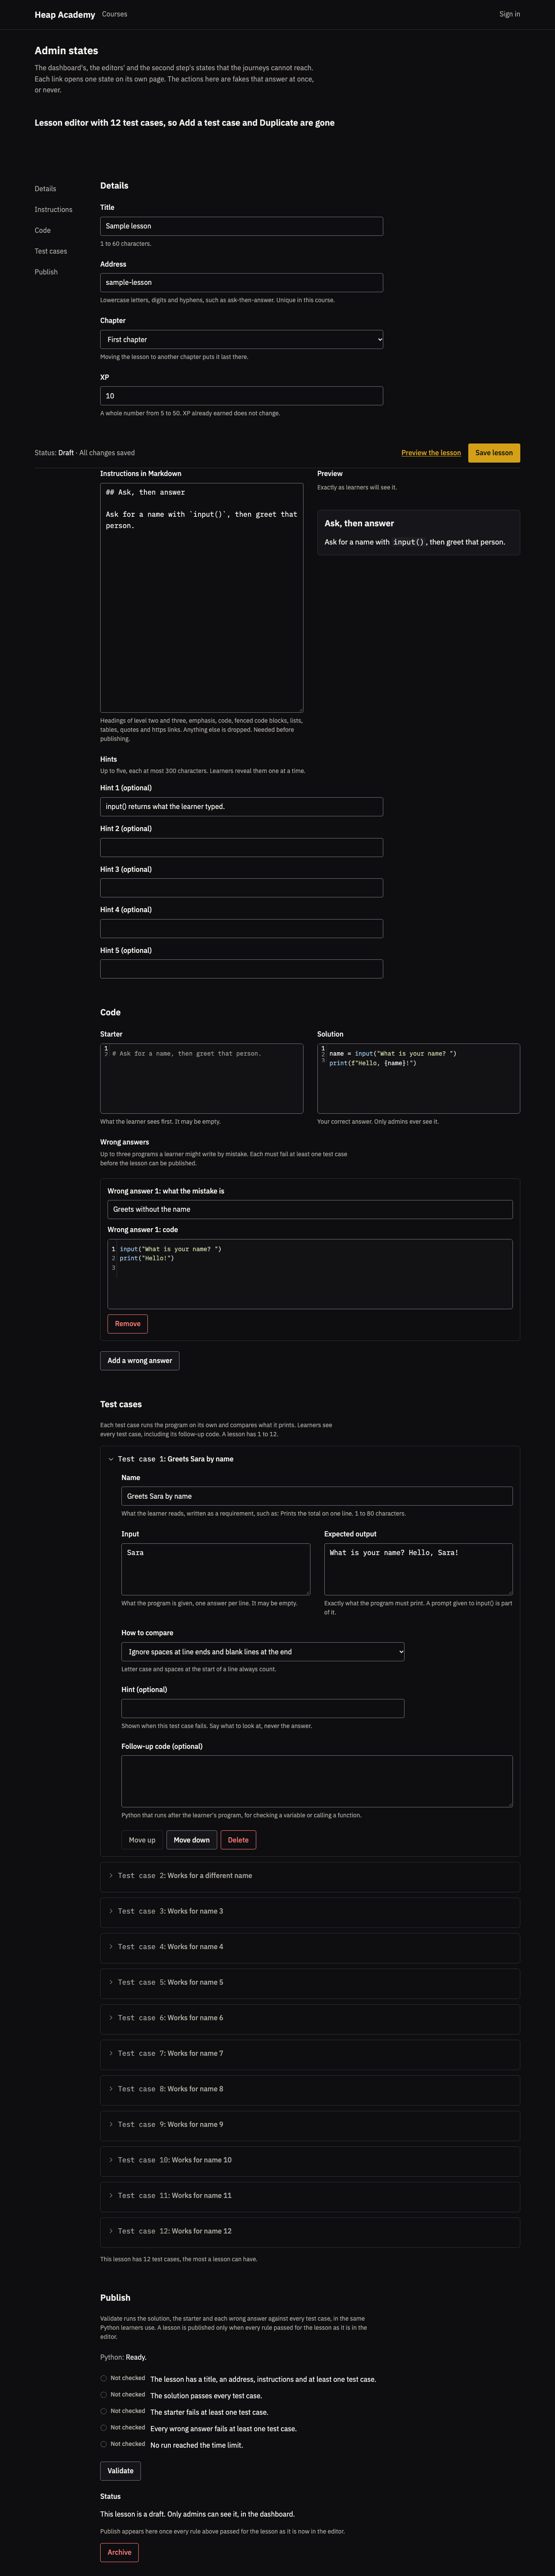 Heap Academy Courses Sign in
Admin states
The dashboard's, the editors' and the second step's states that the journeys cannot reach.
Each link opens one state on its own page. The actions here are fakes that answer at once,
or never.
Lesson editor with 12 test cases, so Add a test case and Duplicate are gone
Details
Instructions
Code
Test cases
Publish
Details
Title
Sample lesson
1 to 60 characters.
Address
sample-lesson
Lowercase letters, digits and hyphens, such as ask-then-answer. Unique in this course.
Chapter
First chapter
Moving the lesson to another chapter puts it last there.
XP
10
A whole number from 5 to 50. XP already earned does not change.
Status: Draft · All changes saved
Preview the lesson
Save lesson
Instructions in Markdown
## Ask, then answer
Ask for a name with `input()`, then greet that
person.
Headings of level two and three, emphasis, code, fenced code blocks, lists,
tables, quotes and https links. Anything else is dropped. Needed before
publishing.
Preview
Exactly as learners will see it.
Ask, then answer
Ask for a name with input(), then greet that person.
Hints
Up to five, each at most 300 characters. Learners reveal them one at a time.
Hint 1 (optional)
input() returns what the learner typed.
Hint 2 (optional)
Hint 3 (optional)
Hint 4 (optional)
Hint 5 (optional)
Code
Starter
1
2 # Ask for a name, then greet that person.
What the learner sees first. It may be empty.
Solution
1
2 name = input("What is your name? ")
3 print(f"Hello, {name}!")
Your correct answer. Only admins ever see it.
Wrong answers
Up to three programs a learner might write by mistake. Each must fail at least one test case
before the lesson can be published.
Wrong answer 1: what the mistake is
Greets without the name
Wrong answer 1: code
1 input("What is your name? ")
2 print("Hello!")
3
Remove
Add a wrong answer
Test cases
Each test case runs the program on its own and compares what it prints. Learners see
every test case, including its follow-up code. A lesson has 1 to 12.
Test case 1: Greets Sara by name
Name
Greets Sara by name
What the learner reads, written as a requirement, such as: Prints the total on one line. 1 to 80 characters.
Input
Sara
What the program is given, one answer per line. It may be empty.
Expected output
What is your name? Hello, Sara!
Exactly what the program must print. A prompt given to input() is part
of it.
How to compare
Ignore spaces at line ends and blank lines at the end
Letter case and spaces at the start of a line always count.
Hint (optional)
Shown when this test case fails. Say what to look at, never the answer.
Follow-up code (optional)
Python that runs after the learner's program, for checking a variable or calling a function.
Move up Move down Delete
Test case 2: Works for a different name
Test case 3: Works for name 3
Test case 4: Works for name 4
Test case 5: Works for name 5
Test case 6: Works for name 6
Test case 7: Works for name 7
Test case 8: Works for name 8
Test case 9: Works for name 9
Test case 10: Works for name 10
Test case 11: Works for name 11
Test case 12: Works for name 12
This lesson has 12 test cases, the most a lesson can have.
Publish
Validate runs the solution, the starter and each wrong answer against every test case, in the same
Python learners use. A lesson is published only when every rule passed for the lesson as it is in the
editor.
Python: Ready.
Not checked The lesson has a title, an address, instructions and at least one test case.
Not checked The solution passes every test case.
Not checked The starter fails at least one test case.
Not checked Every wrong answer fails at least one test case.
Not checked No run reached the time limit.
Validate
Status
This lesson is a draft. Only admins can see it, in the dashboard.
Publish appears here once every rule above passed for the lesson as it is now in the editor.
Archive